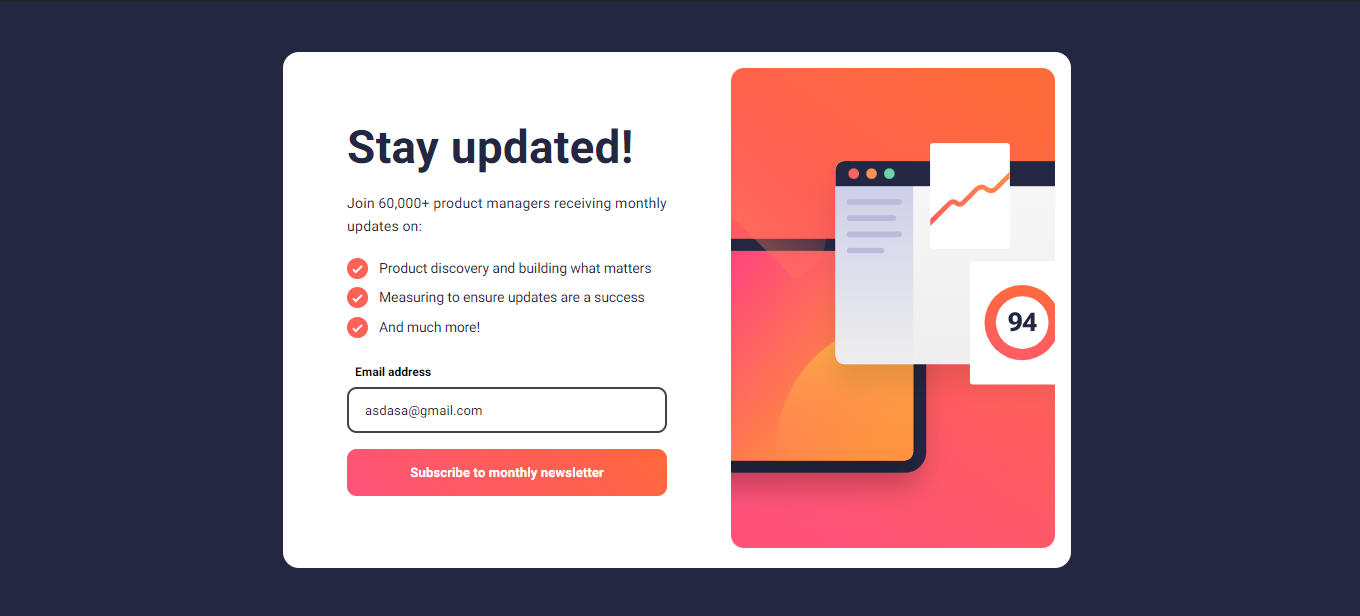 Stay updated!
Join 60,000+ product managers receiving monthly
updates on:
Product discovery and building what matters
Measuring to ensure updates are a success
And much more!
Email address
asdasa@gmail.com
Subscribe to monthly newsletter
94